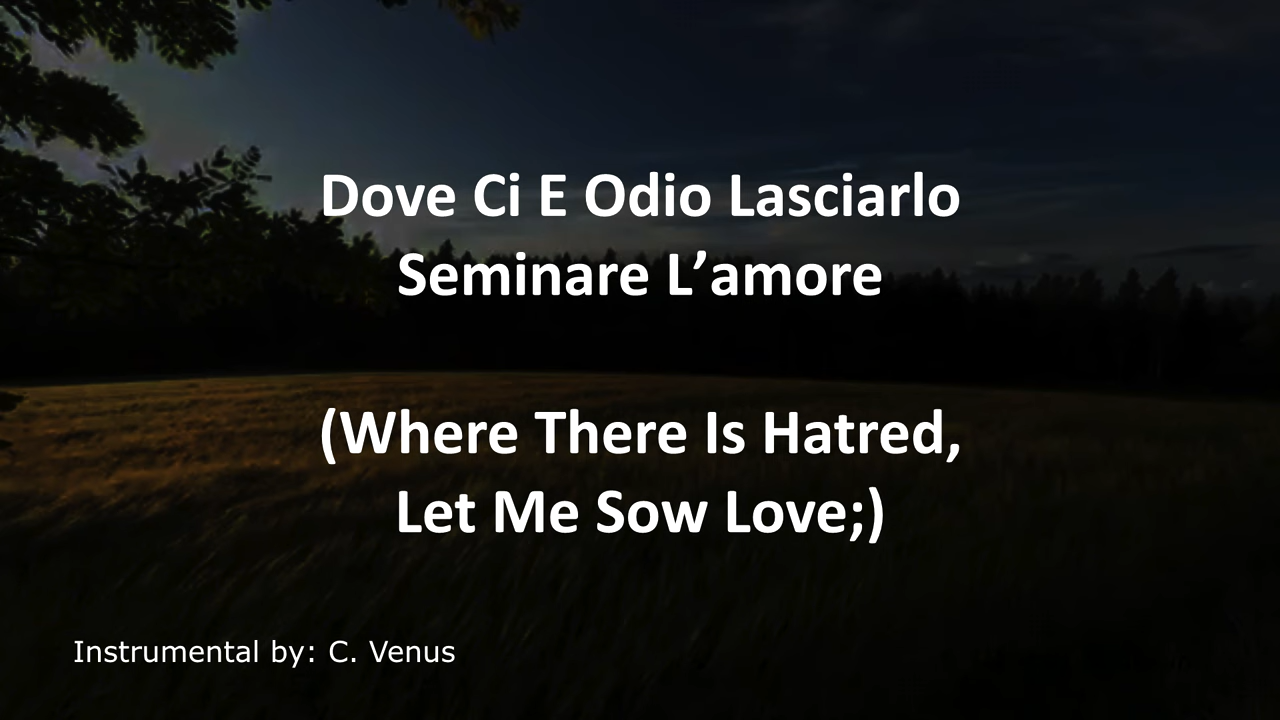 Dove Ci E Odio Lasciarlo
Seminare L’amore
(Where There Is Hatred,
Let Me Sow Love;)
Instrumental by: C. Venus